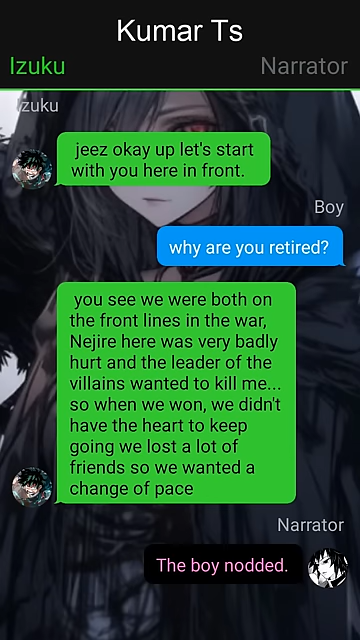 Kumar Ts
Izuku Narrator
Izuku
jeez okay up let's start
with you here in front.
Boy
why are you retired?
you see we were both on
the front lines in the war,
Nejire here was very badly
hurt and the leader of the
villains wanted to kill me...
so when we won, we didn't
have the heart to keep
going we lost a lot of
friends so we wanted a
change of pace
Narrator
The boy nodded.